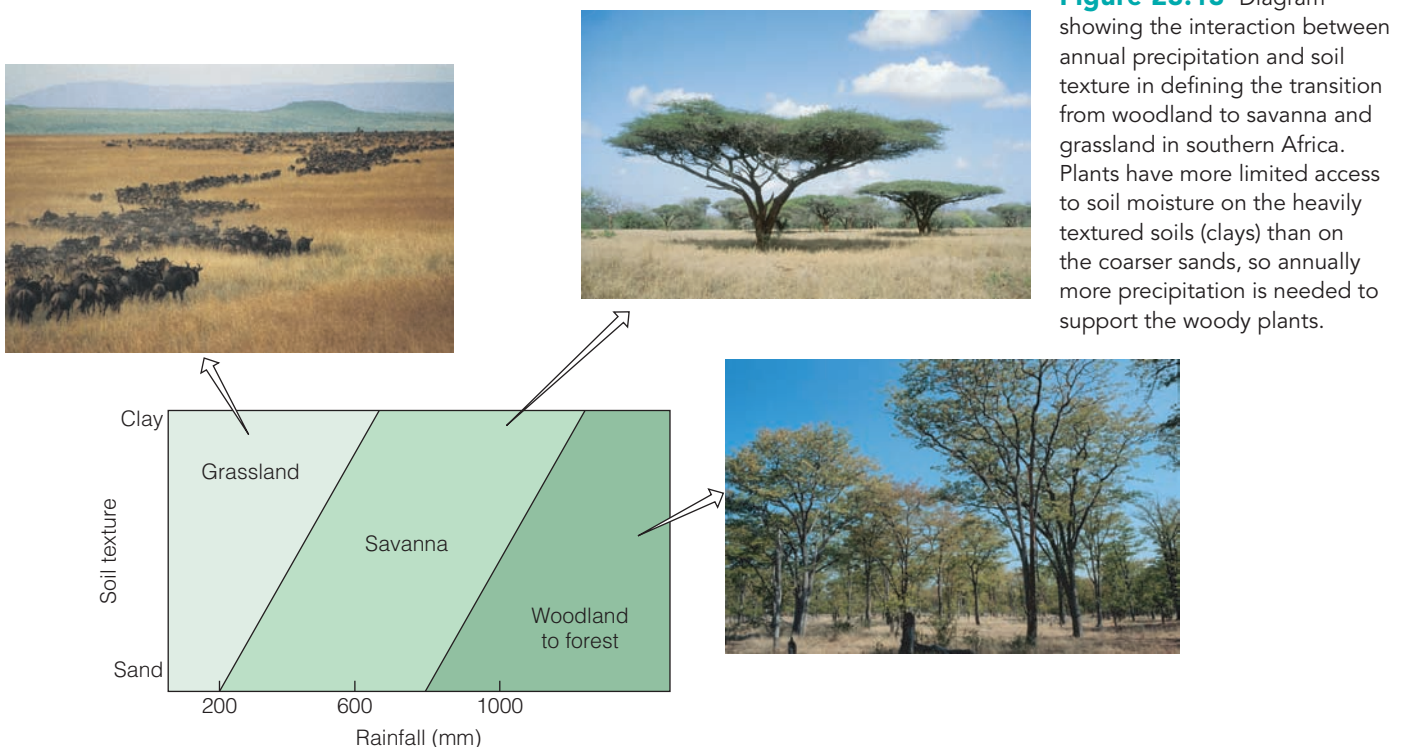 Figure Diagram
showing the interaction between
annual precipitation and soil
texture in defining the transition
from woodland to savanna and
grassland in southern Africa.
Plants have more limited access
to soil moisture on the heavily
textured soils (clays) than on
the coarser sands, so annually
more precipitation is needed to
support the woody plants.
Clay
Grassland
Savanna
Soil texture
Woodland
to forest
Sand
200 600 1000
Rainfall (mm)